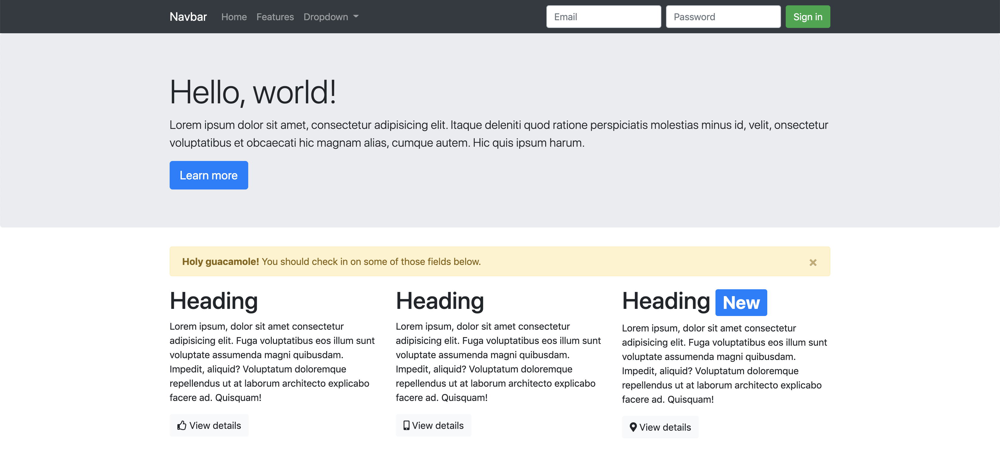 Navbar Home Features Dropdown Email Password Sign in
Hello, world!
Lorem ipsum dolor sit amet, consectetur adipisicing elit. Itaque deleniti quod ratione perspiciatis molestias minus id, velit, onsectetur
voluptatibus et obcaecati hic magnam alias, cumque autem. Hic quis ipsum harum.
Learn more
Holy guacamole! You should check in on some of those fields below. ×
Heading
Lorem ipsum, dolor sit amet consectetur
adipisicing elit. Fuga voluptatibus eos illum sunt
voluptate assumenda magni quibusdam.
Impedit, aliquid? Voluptatum doloremque
repellendus ut at laborum architecto explicabo
facere ad. Quisquam!
View details
Heading
Lorem ipsum, dolor sit amet consectetur
adipisicing elit. Fuga voluptatibus eos illum sunt
voluptate assumenda magni quibusdam.
Impedit, aliquid? Voluptatum doloremque
repellendus ut at laborum architecto explicabo
facere ad. Quisquam!
View details
Heading New
Lorem ipsum, dolor sit amet consectetur
adipisicing elit. Fuga voluptatibus eos illum sunt
voluptate assumenda magni quibusdam.
Impedit, aliquid? Voluptatum doloremque
repellendus ut at laborum architecto explicabo
facere ad. Quisquam!
View details